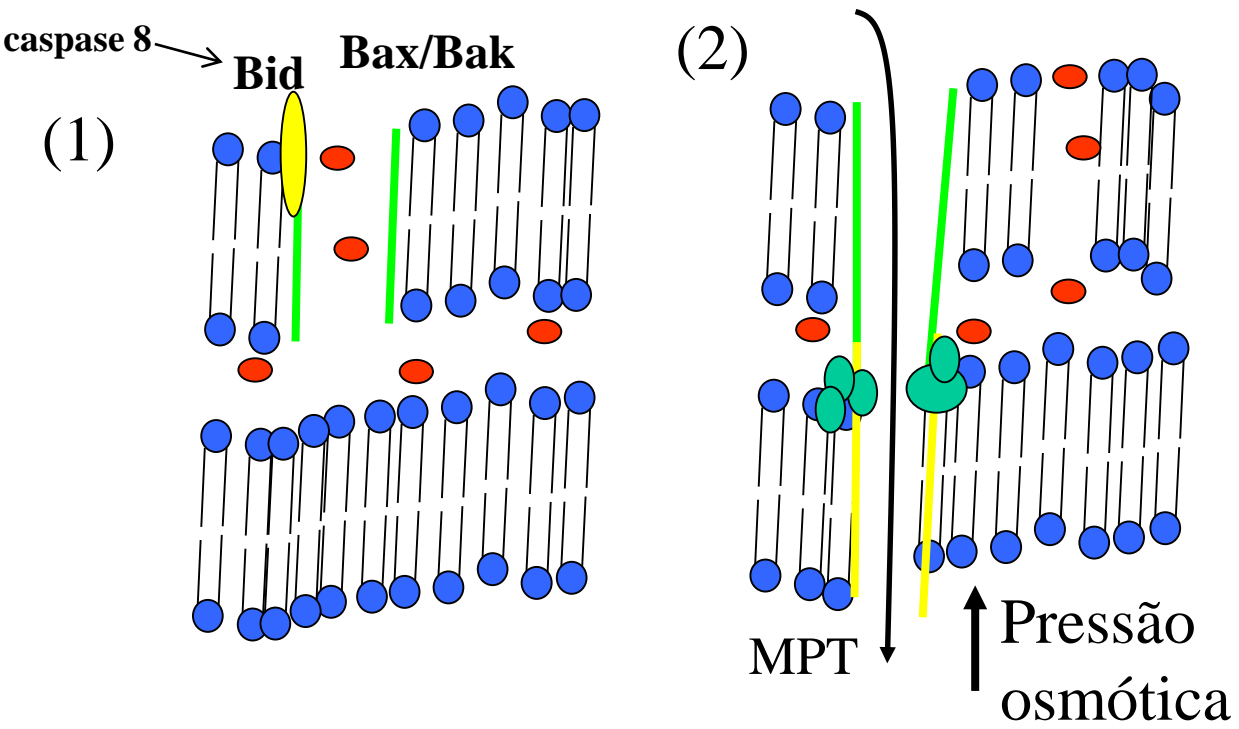 caspase 8
Bid
Bax/Bak
(1)
(2)
MPT
Pressão
osmótica